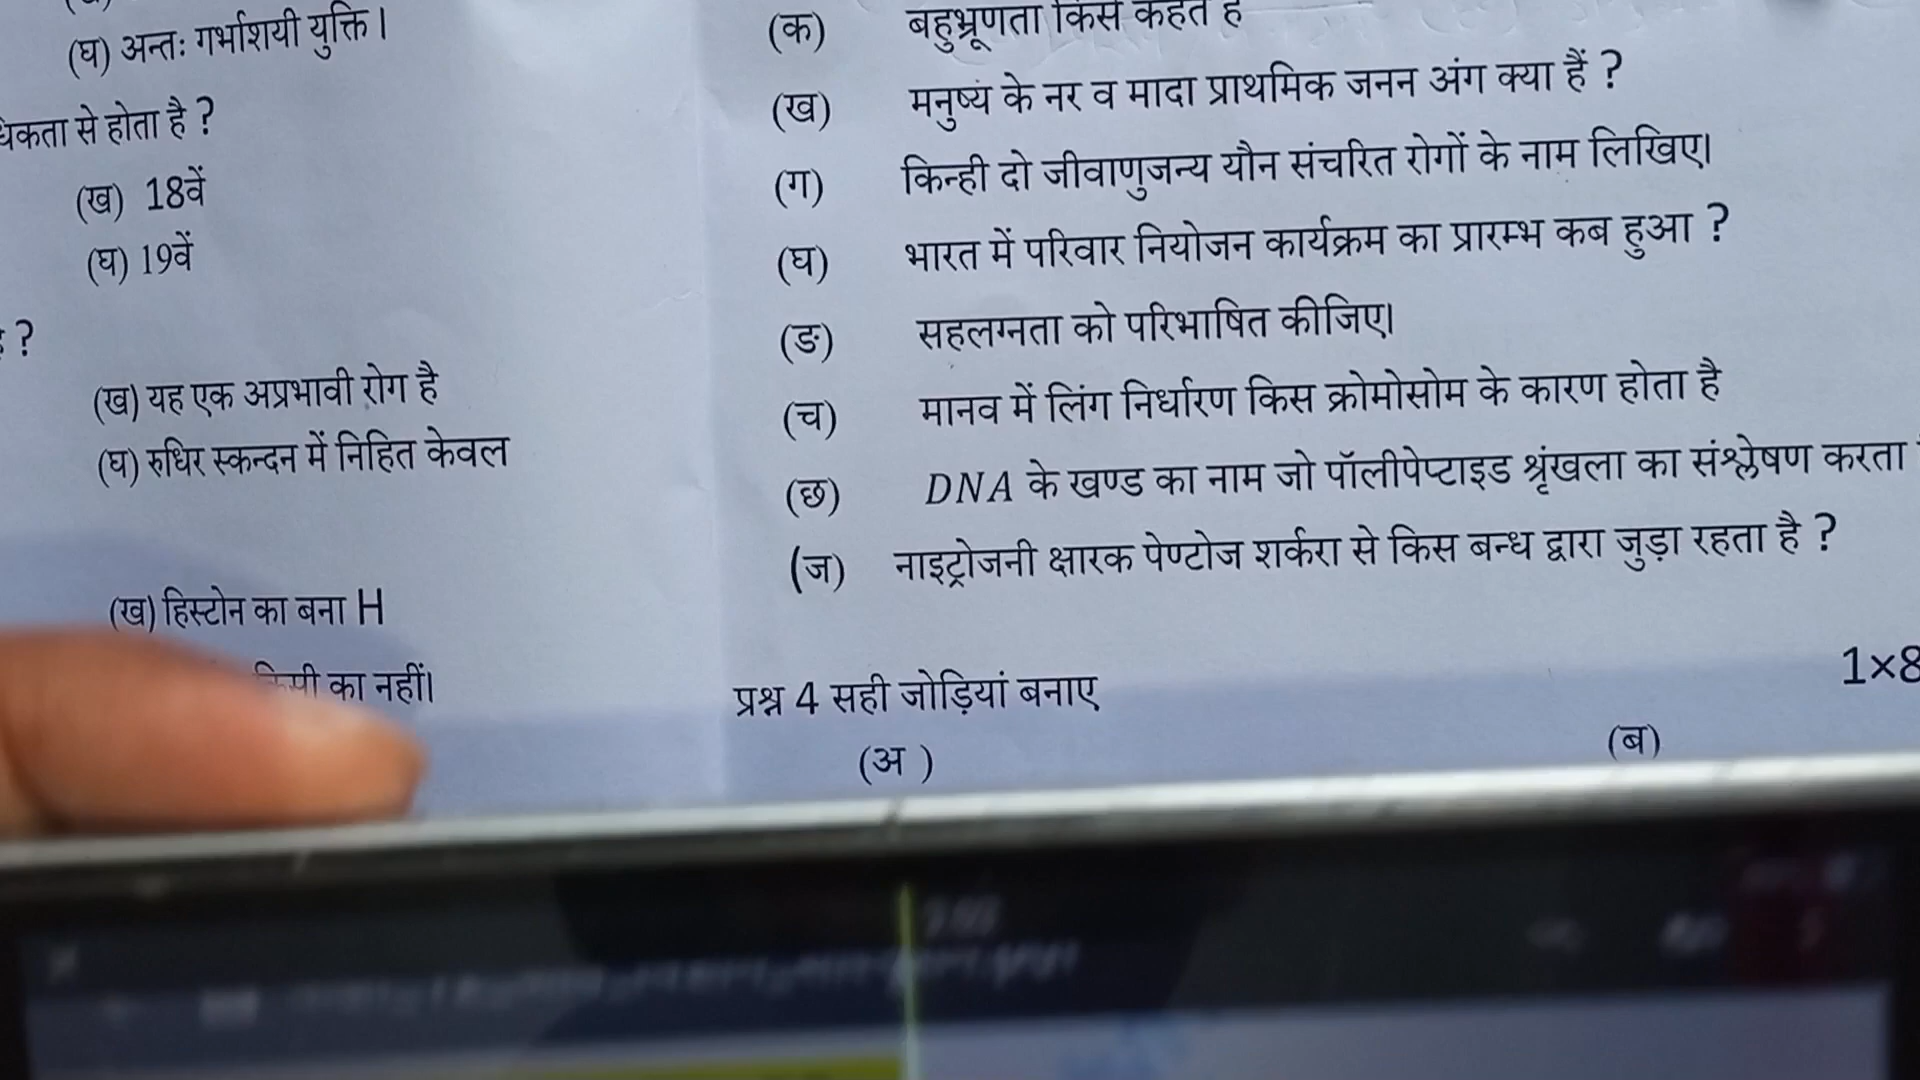 (घ) अन्तः गर्भाशयी युक्ति ।
से होता है ?
(ख) 18वें
(घ) 19वें
?
(ख) यह एक अप्रभावी रोग है
(घ) रुधिर स्कन्दन में निहित केवल
(ख) हिस्टोन का बना H
का नहीं।
(क) बहुभ्रूणता किसे कहते है
(ख) मनुष्य के नर व मादा प्राथमिक जनन अंग क्या हैं ?
(ग) किन्ही दो जीवाणुजन्य यौन संचरित रोगों के नाम लिखिए।
(घ) भारत में परिवार नियोजन कार्यक्रम का प्रारम्भ कब हुआ ?
(ङ) सहलग्नता को परिभाषित कीजिए।
(च) मानव में लिंग निर्धारण किस क्रोमोसोम के कारण होता है
(छ) DNA के खण्ड का नाम जो पॉलीपेप्टाइड श्रृंखला का संश्लेषण करता
(ज) नाइट्रोजनी क्षारक पेण्टोज शर्करा से किस बन्ध द्वारा जुड़ा रहता है ?
1×8
प्रश्न 4 सही जोड़ियां बनाए
(अ ) (ब)